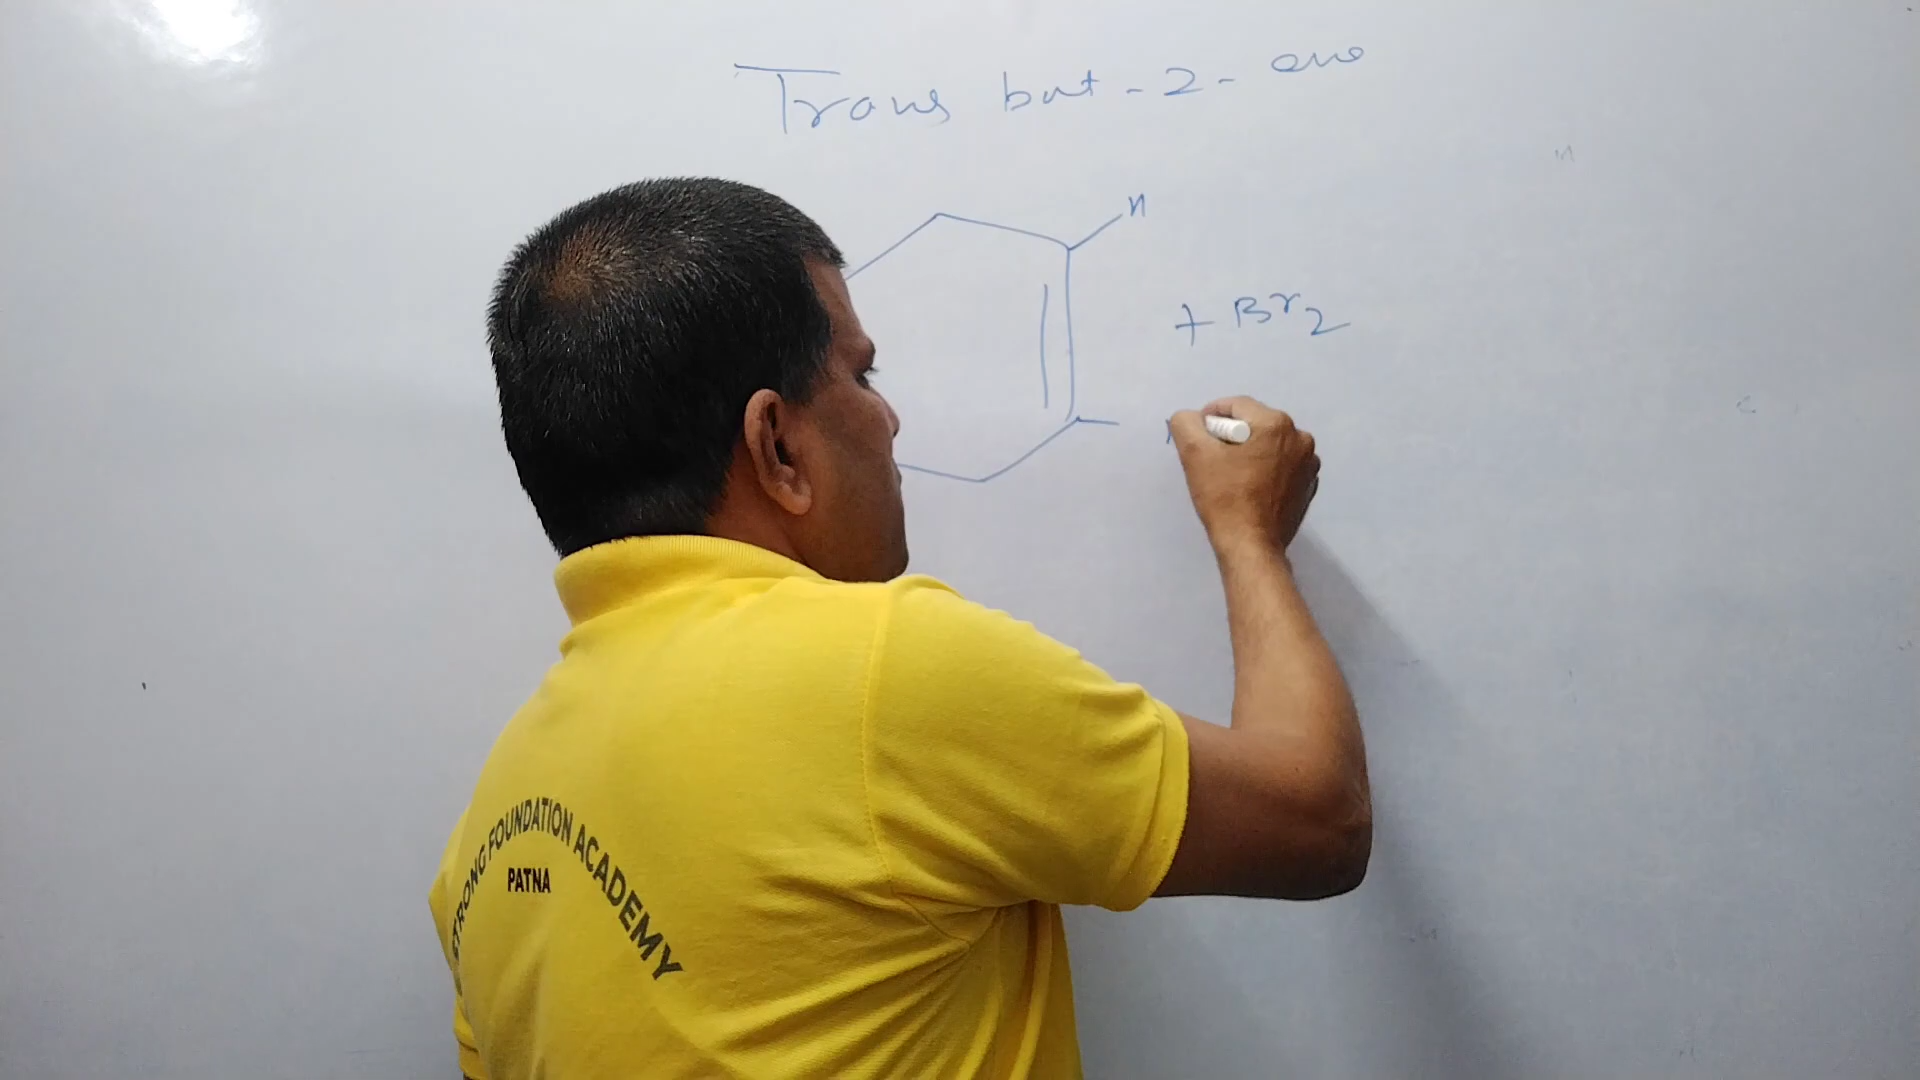 Trans but-2-ene
H
+ Br2
STRONG FOUNDATION ACADEMY
PATNA